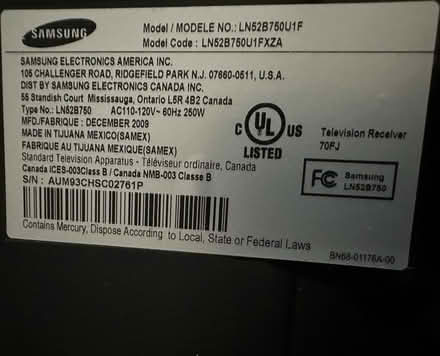 SAMSUNG
Model / MODELE NO.: LN52B750U1F
Model Code : LN52B750U1FXZA
SAMSUNG ELECTRONICS AMERICA INC.
105 CHALLENGER ROAD, RIDGEFIELD PARK N.J. 07660-0511, U.S.A.
DIST BY SAMSUNG ELECTRONICS CANADA INC.
55 Standish Court Mississauga, Ontario L5R 4B2 Canada
Type No.: LN52B750 AC110-120V~ 60Hz 250W
MFD./FABRIQUE : DECEMBER 2009
MADE IN TIJUANA MEXICO(SAMEX)
FABRIQUE AU TIJUANA MEXIQUE (SAMEX)
Standard Television Apparatus - Téléviseur ordinaire, Canada
Canada ICES-003Class B / Canada NMB-003 Classe B
S/N : AUM93CHSC02761P
C UL US
LISTED
Television Receiver
70FJ
FC Samsung
LN52B750
Contains Mercury, Dispose According to Local, State or Federal Laws
BN68-01176A-00